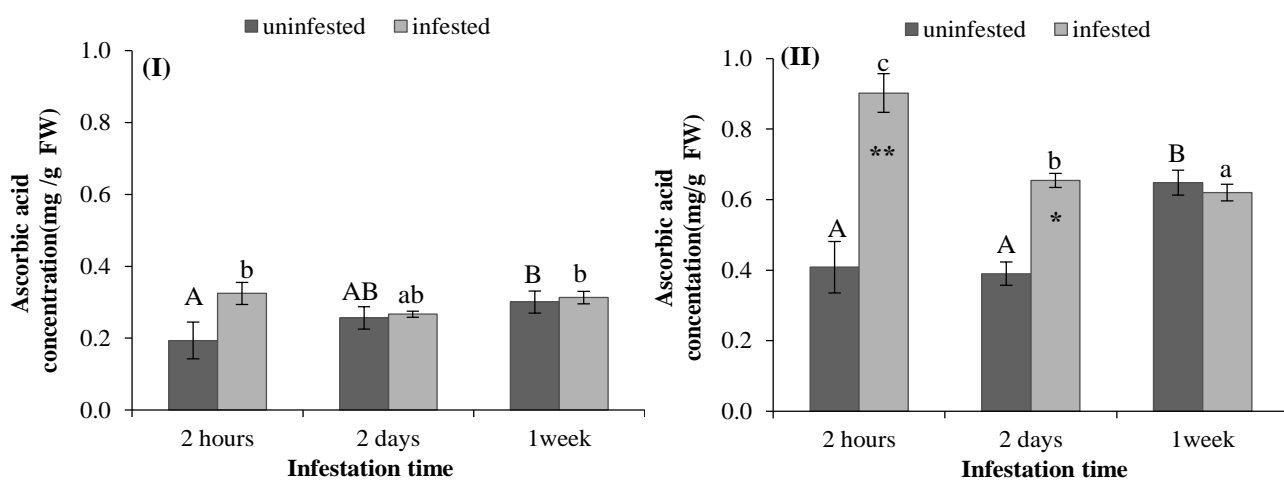 uninfested infested
(I)
1.0
0.8
0.6
0.4
0.2
0.0
Ascorbic acid
concentration(mg /g FW)
A b
AB ab
B b
2 hours 2 days 1week
Infestation time
uninfested infested
(II)
1.0
0.8
0.6
0.4
0.2
0.0
Ascorbic acid
concentation(mg/g FW)
A c
**
A b
*
B a
2 hours 2 days 1week
Infestation time